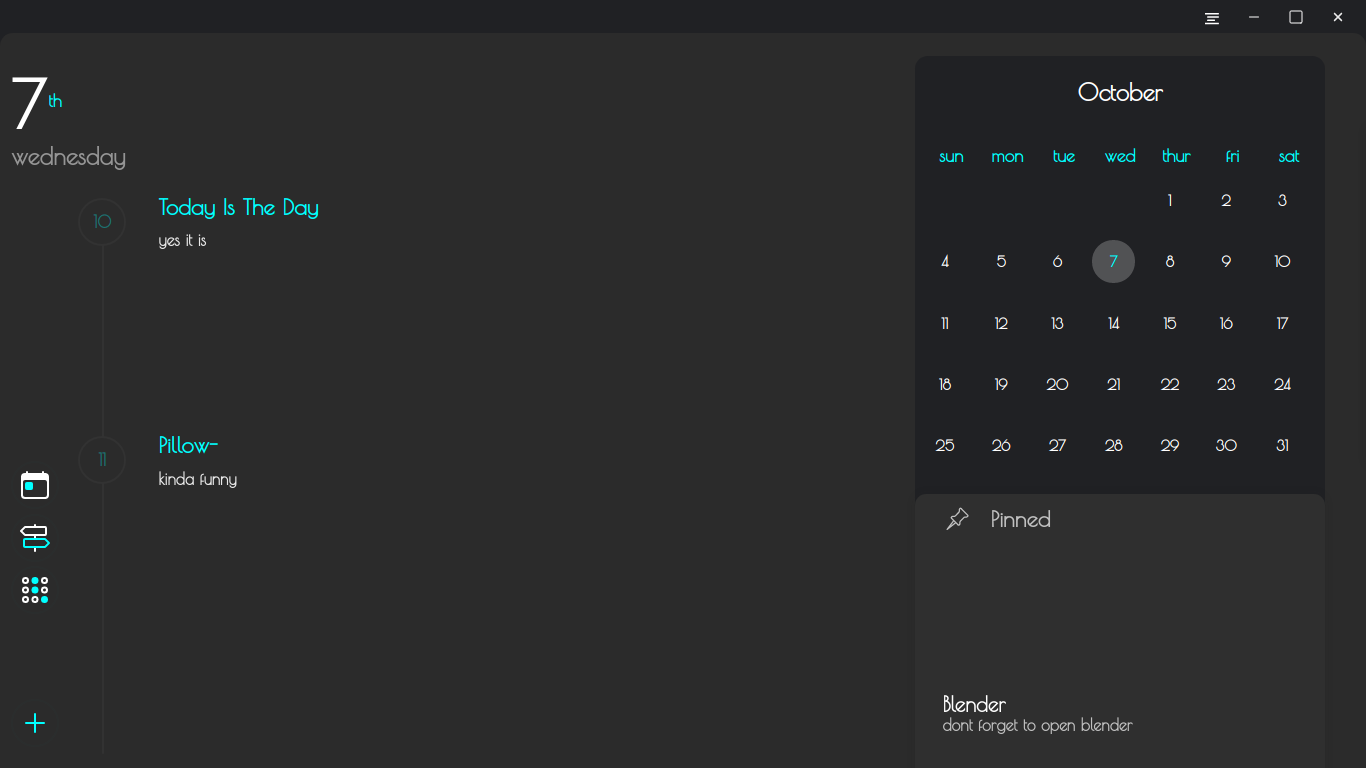 7th
wednesday
10
Today Is The Day
yes it is
11
Pillow-
kinda funny
October
sun mon tue wed thur fri sat
1 2 3
4 5 6 7 8 9 10
11 12 13 14 15 16 17
18 19 20 21 22 23 24
25 26 27 28 29 30 31
Pinned
Blender
dont forget to open blender